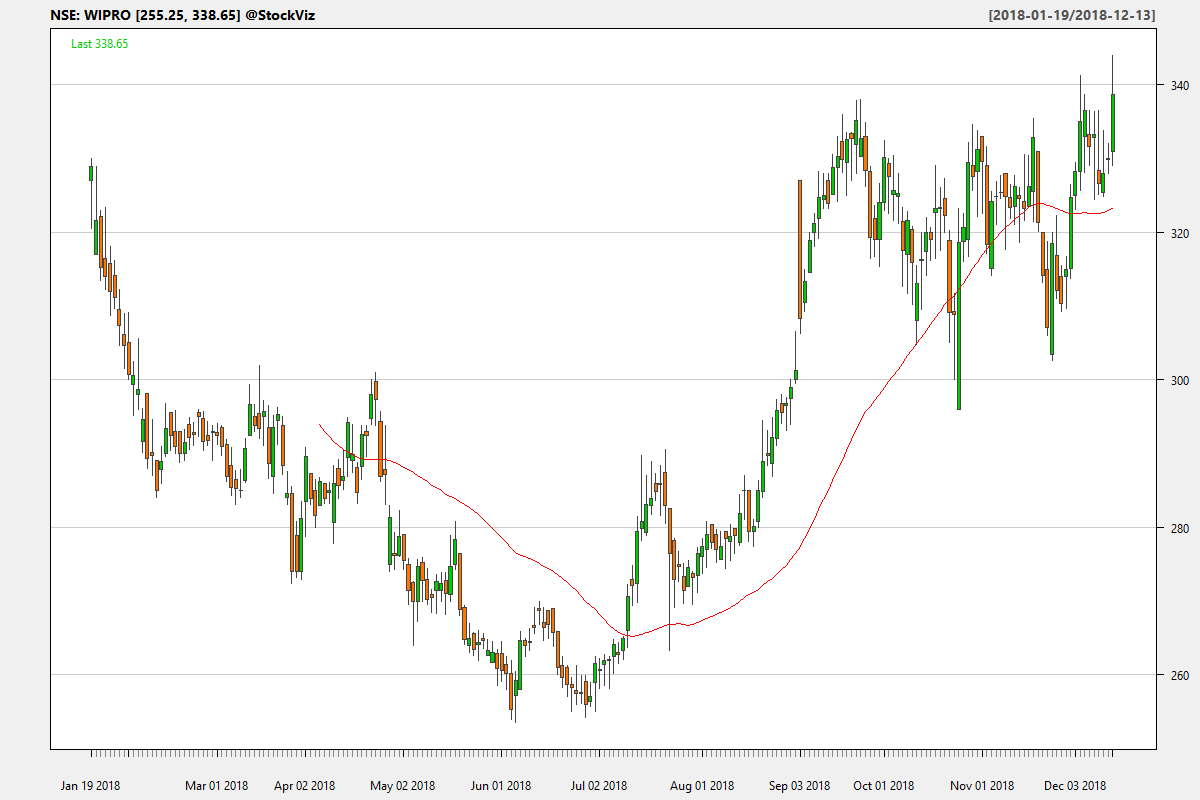 NSE: WIPRO [255.25, 338.65] @StockViz
[2018-01-19/2018-12-13]
Last 338.65
340
320
300
280
260
Jan 19 2018
Mar 01 2018
Apr 02 2018
May 02 2018
Jun 01 2018
Jul 02 2018
Aug 01 2018
Sep 03 2018
Oct 01 2018
Nov 01 2018
Dec 03 2018